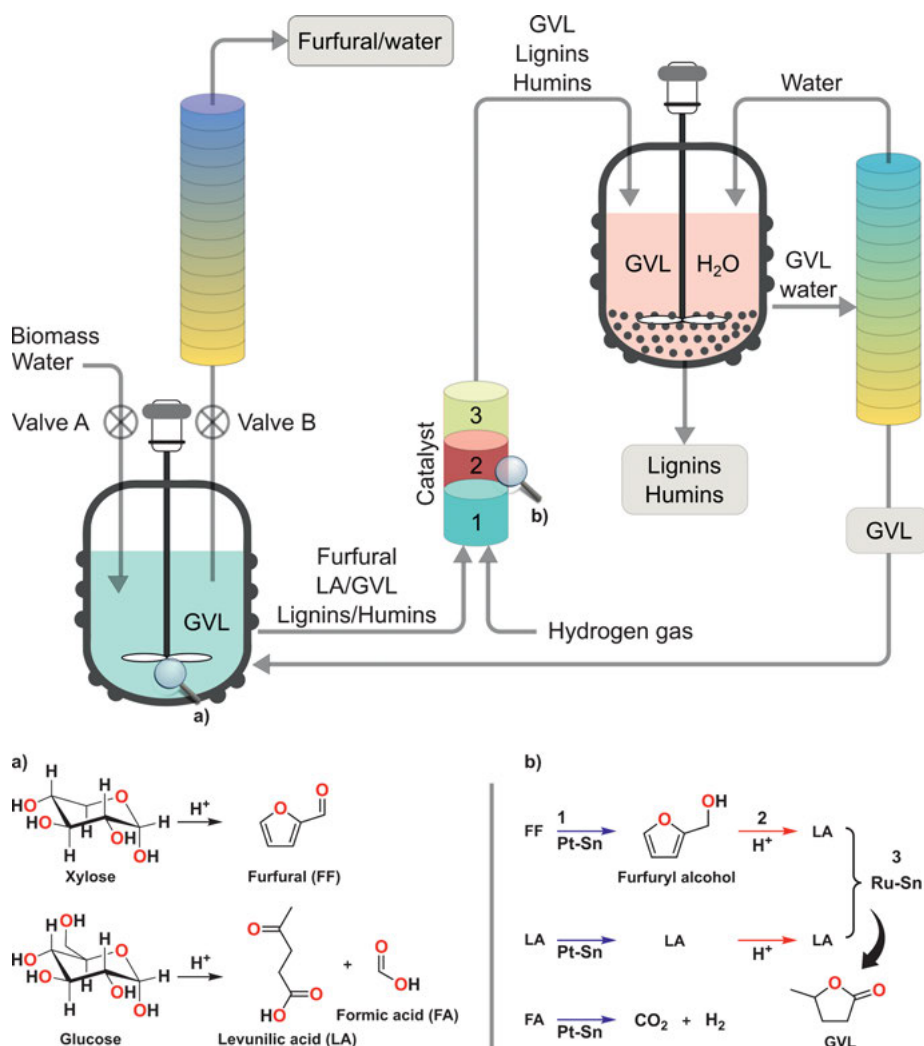 Furfural/water
GVL
Lignins
Humins
Water
GVL
H₂O
GVL
water
Biomass
Water
Valve A
Valve B
3
2
1
Catalyst
b)
Lignins
Humins
GVL
Furfural
LA/GVL
Lignins/Humins
GVL
Hydrogen gas
a)
a)
H
H
HO
O
HO
H
H
OH
H
OH
Xylose
H⁺
O
O
Furfural (FF)
OH
H
H
HO
O
HO
H
H
OH
H
OH
Glucose
H⁺
O
O
HO
Levunilic acid (LA)
+
O
OH
Formic acid (FA)
b)
FF
1
Pt-Sn
O
OH
Furfuryl alcohol
2
H⁺
LA
3
Ru-Sn
LA
Pt-Sn
LA
H⁺
LA
FA
Pt-Sn
CO₂ + H₂
O
O
GVL